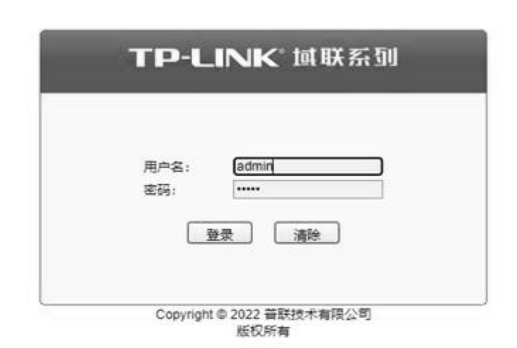 TP-LINK® 域联系列
用户名: admin
密码: •••••
登录 清除
Copyright © 2022 普联技术有限公司
版权所有